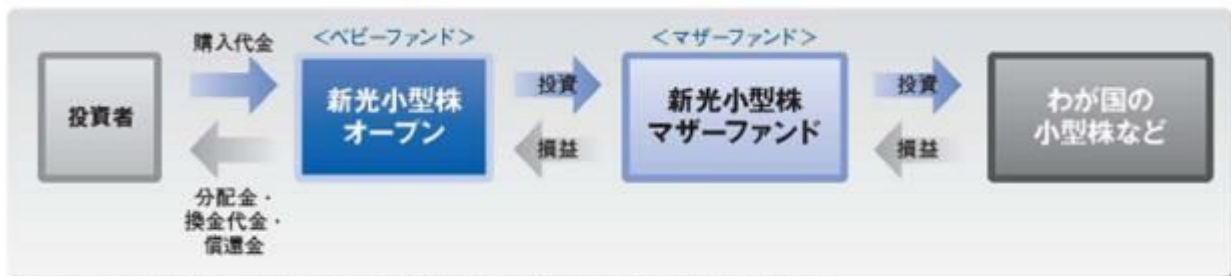 購入代金
<ベビーファンド>
<マザーファンド>
投資者
新光小型株
オープン
投資
損益
新光小型株
マザーファンド
投資
損益
わが国の
小型株など
分配金・
換金代金・
償還金